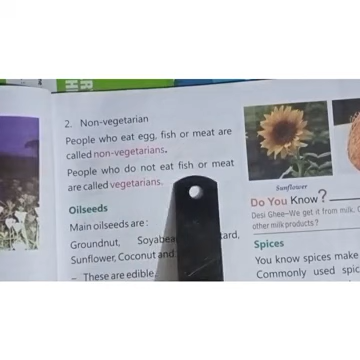 2. Non-vegetarian
People who eat egg, fish or meat are
called non-vegetarians.
People who do not eat fish or meat
are called vegetarians.
Oilseeds
Main oilseeds are :
Groundnut, Soyabea tard,
Sunflower, Coconut and
– These are edible.
Sunflower
Do You Know?
Desi Ghee–We get it from milk.
other milk products ?
Spices
You know spices make
Commonly used spic